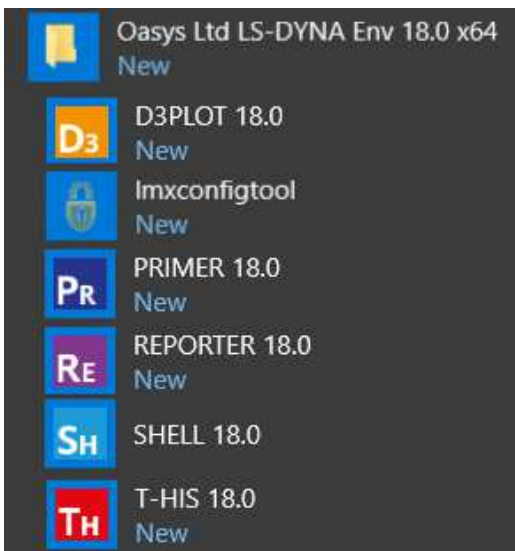 Oasys Ltd LS-DYNA Env 18.0 x64
New
D3 D3PLOT 18.0
New
lmxconfigtool
New
PR PRIMER 18.0
New
RE REPORTER 18.0
New
SH SHELL 18.0
TH T-HIS 18.0
New